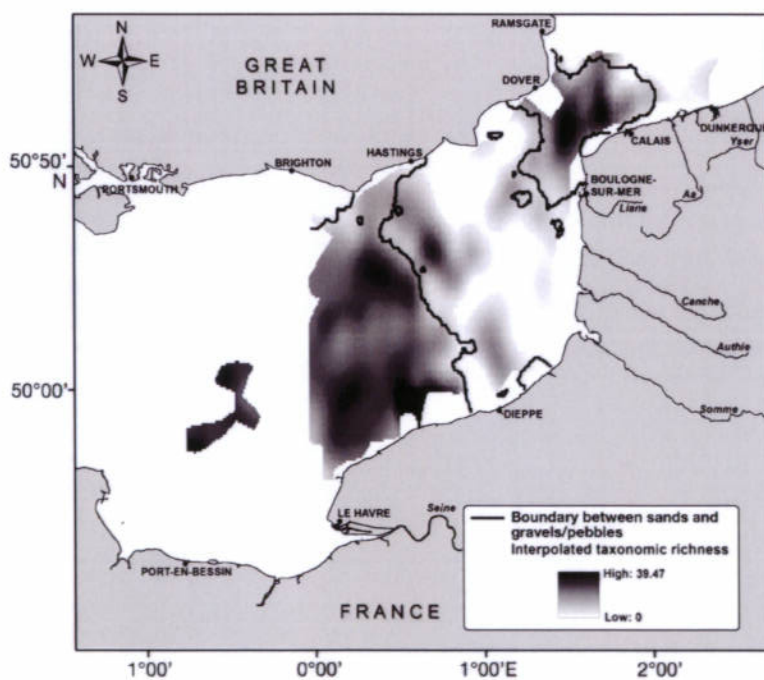 RAMSGATE
N
W E
S
GREAT
BRITAIN
DOVER
DUNKERQUE
CALAIS
Yser
50°50'
N
HASTINGS
BRIGHTON
PORTSMOUTH
BOULOGNE-
SUR-MER
Aa
Liane
Canche
Authie
50°00'
Somme
DIEPPE
LE HAVRE
Seine
PORT-EN-BESSIN
FRANCE
Boundary between sands and
gravels/pebbles
Interpolated taxonomic richness
High: 39.47
Low: 0
1°00' 0°00' 1°00'E 2°00'